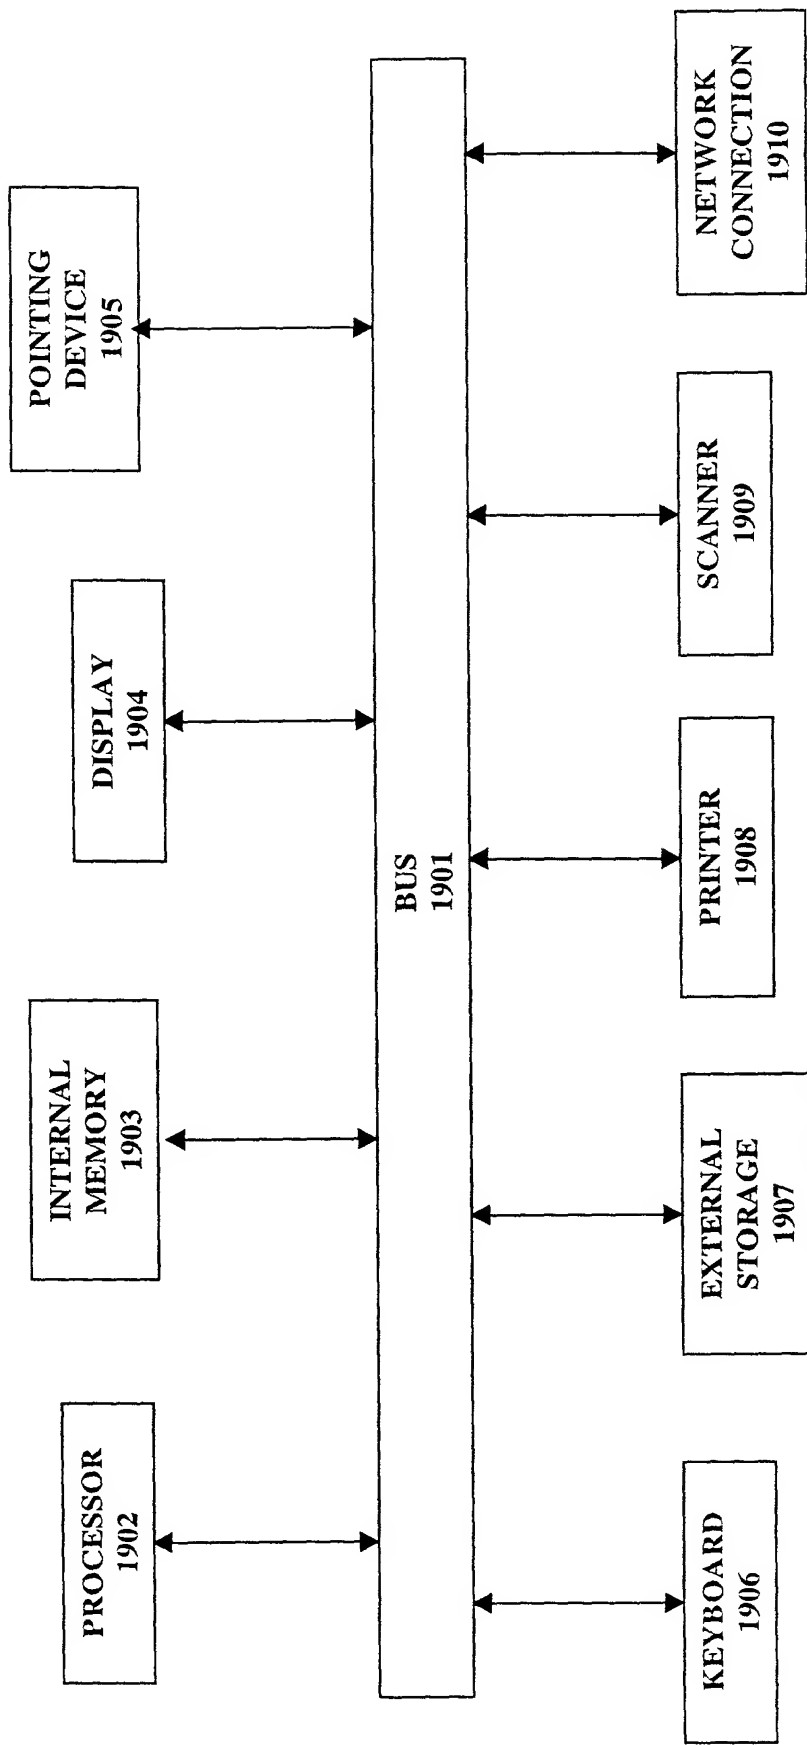 PROCESSOR
1902
INTERNAL
MEMORY
1903
DISPLAY
1904
POINTING
DEVICE
1905
BUS
1901
KEYBOARD
1906
EXTERNAL
STORAGE
1907
PRINTER
1908
SCANNER
1909
NETWORK
CONNECTION
1910